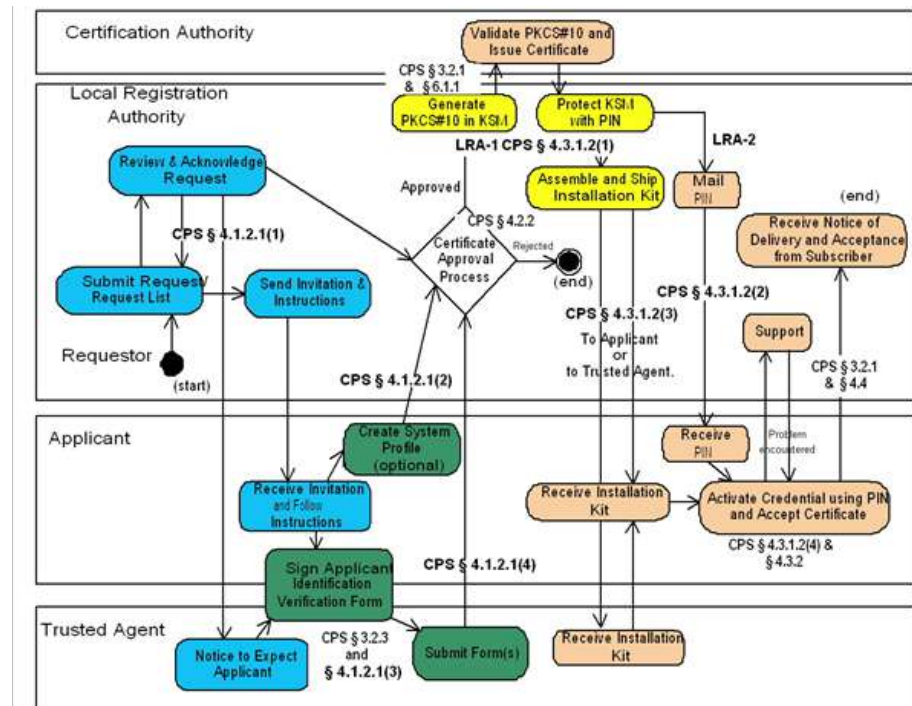 Certification Authority
Validate PKCS#10 and
Issue Certificate
CPS § 3.2.1
& § 6.1.1
Local Registration
Authority
Generate
PKCS#10 in KSM
Protect KSM
with PIN
LRA-1 CPS § 4.3.1.2(1)
LRA-2
Review & Acknowledge
Request
Approved
Assemble and Ship
Installation Kit
Mail
PIN
(end)
CPS § 4.1.2.1(1)
CPS § 4.2.2
Certificate
Approval
Process
Rejected
(end)
Receive Notice of
Delivery and Acceptance
from Subscriber
Submit Request/
Request List
Send Invitation &
Instructions
CPS § 4.3.1.2(2)
CPS § 4.3.1.2(3)
To Applicant
or
to Trusted Agent.
Support
Requestor
(start)
CPS § 4.1.2.1(2)
CPS § 3.2.1
& § 4.4
Applicant
Create System
Profile
(optional)
Receive
PIN
Problem
encountered
Receive Invitation
and Follow
Instructions
Receive Installation
Kit
Activate Credential using PIN
and Accept Certificate
CPS § 4.3.1.2(4) &
§ 4.3.2
Sign Applicant
Identification
Verification Form
CPS § 4.1.2.1(4)
Trusted Agent
Notice to Expect
Applicant
CPS § 3.2.3
and
§ 4.1.2.1(3)
Submit Form(s)
Receive Installation
Kit